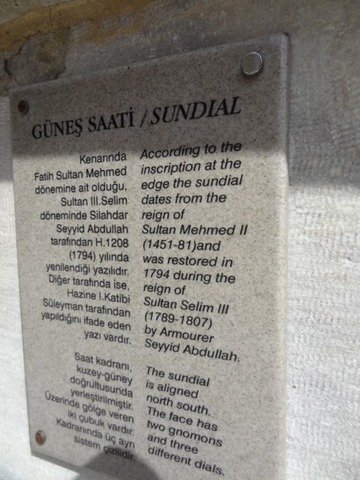 GÜNEŞ SAATİ / SUNDIAL
Kenarında
Fatih Sultan Mehmed
dönemine ait olduğu,
Sultan III.Selim
döneminde Silahdar
Seyyid Abdullah
tarafından H.1208
(1794) yılında
yenilendiği yazılıdır.
Diğer tarafında ise,
Hazine I.Katibi
Süleyman tarafından
yapıldığını ifade eden
yazı vardır.
Saat kadranı,
kuzey-güney
doğrultusunda
yerleştirilmiştir.
Üzerinde gölge veren
iki çubuk vardır.
Kadranında üç ayrı
sistem çizilidir.
According to the
inscription at the
edge the sundial
dates from the
reign of
Sultan Mehmed II
(1451-81)and
was restored in
1794 during the
reign of
Sultan Selim III
(1789-1807)
by Armourer
Seyyid Abdullah.
The sundial
is aligned
north south.
The face has
two gnomons
and three
different dials.